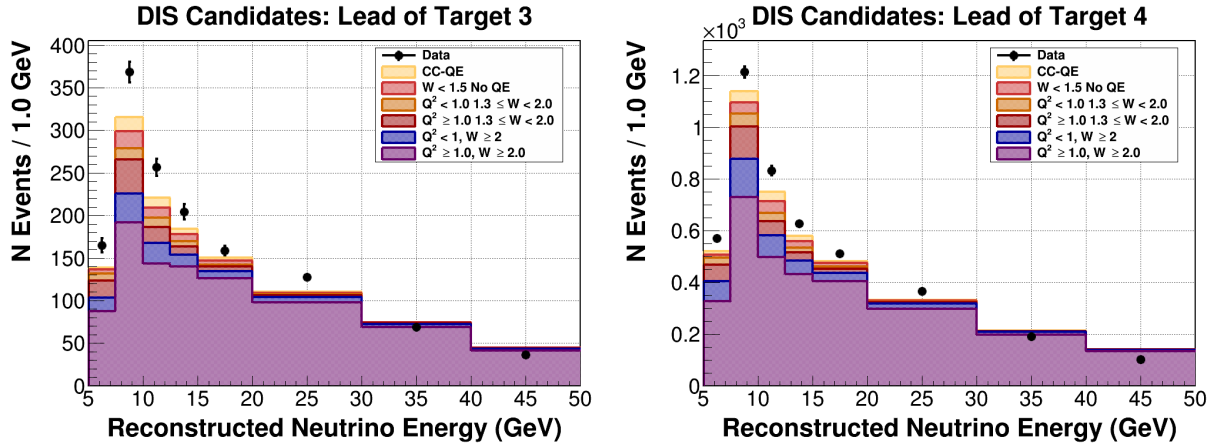 DIS Candidates: Lead of Target 3
N Events / 1.0 GeV
400
350
300
250
200
150
100
50
0
Data
CC-QE
W < 1.5 No QE
Q² < 1.0 1.3 ≤ W < 2.0
Q² ≥ 1.0 1.3 ≤ W < 2.0
Q² < 1, W ≥ 2
Q² ≥ 1.0, W ≥ 2.0
5 10 15 20 25 30 35 40 45 50
Reconstructed Neutrino Energy (GeV)
DIS Candidates: Lead of Target 4
×10³
N Events / 1.0 GeV
1.2
1
0.8
0.6
0.4
0.2
0
Data
CC-QE
W < 1.5 No QE
Q² < 1.0 1.3 ≤ W < 2.0
Q² ≥ 1.0 1.3 ≤ W < 2.0
Q² < 1, W ≥ 2
Q² ≥ 1.0, W ≥ 2.0
5 10 15 20 25 30 35 40 45 50
Reconstructed Neutrino Energy (GeV)